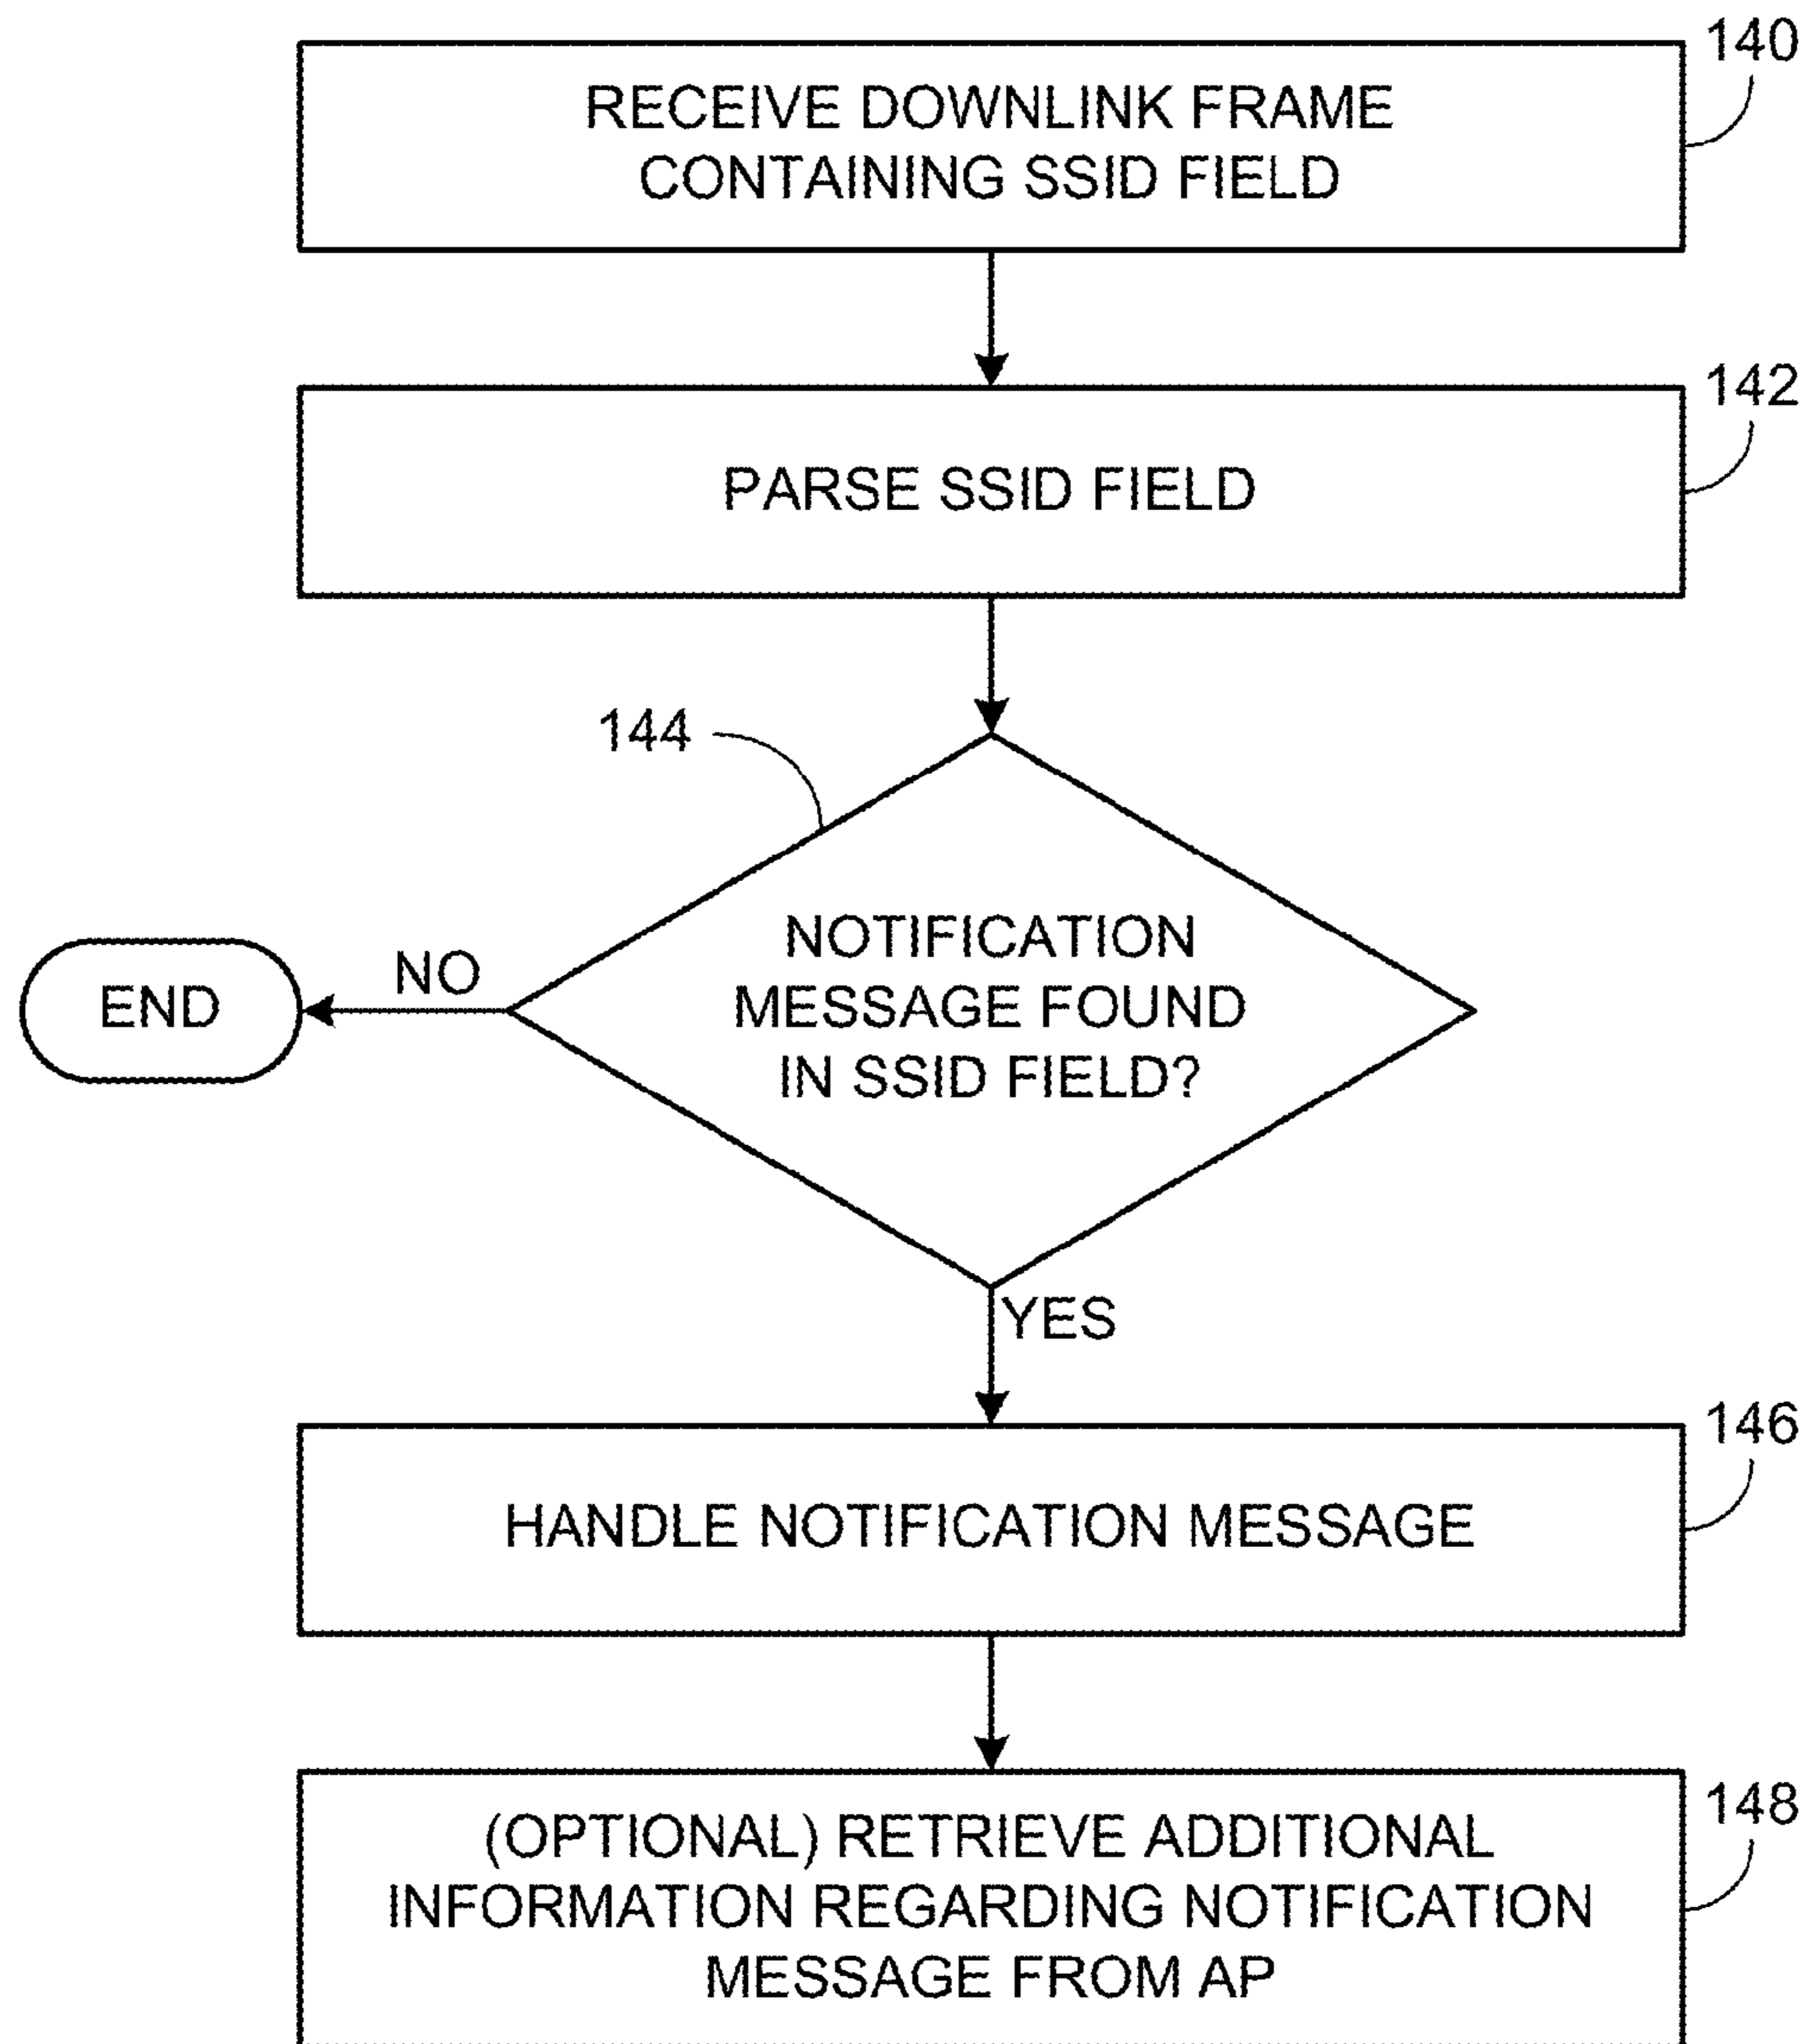 140
RECEIVE DOWNLINK FRAME
CONTAINING SSID FIELD
142
PARSE SSID FIELD
144
NOTIFICATION
MESSAGE FOUND
IN SSID FIELD?
NO
END
YES
146
HANDLE NOTIFICATION MESSAGE
148
(OPTIONAL) RETRIEVE ADDITIONAL
INFORMATION REGARDING NOTIFICATION
MESSAGE FROM AP